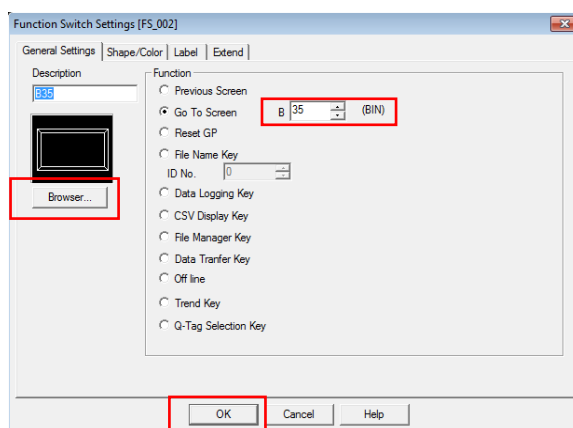 Function Switch Settings [FS_002]
General Settings Shape/Color Label Extend
Description
B35
Browser...
Function
Previous Screen
Go To Screen B 35 (BIN)
Reset GP
File Name Key
ID No. 0
Data Logging Key
CSV Display Key
File Manager Key
Data Tranfer Key
Off line
Trend Key
Q-Tag Selection Key
OK Cancel Help